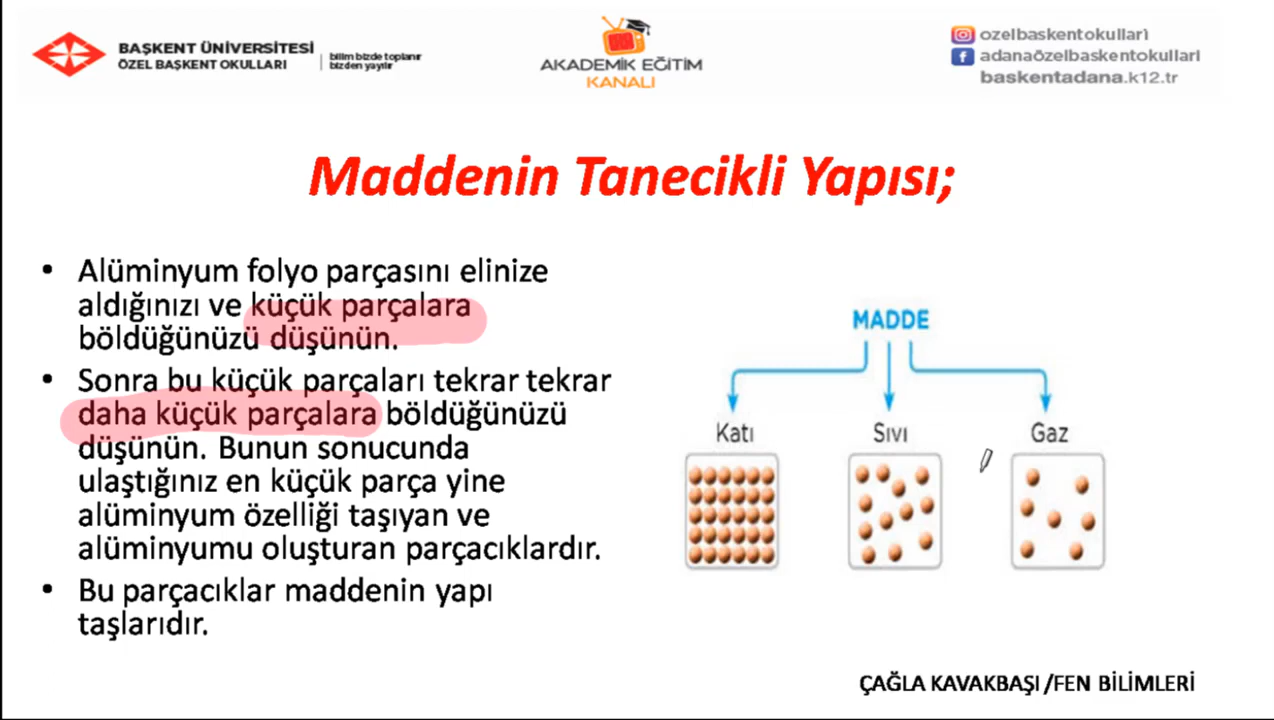 BAŞKENT ÜNİVERSİTESİ
ÖZEL BAŞKENT OKULLARI
bilim bizde toplanır
bizden yayılır
AKADEMİK EĞİTİM
KANALI
ozelbaskentokullari
adanaözelbaskentokullari
baskentadana.k12.tr
Maddenin Tanecikli Yapısı;
• Alüminyum folyo parçasını elinize
aldığınızı ve küçük parçalara
böldüğünüzü düşünün.
• Sonra bu küçük parçaları tekrar tekrar
daha küçük parçalara böldüğünüzü
düşünün. Bunun sonucunda
ulaştığınız en küçük parça yine
alüminyum özelliği taşıyan ve
alüminyumu oluşturan parçacıklardır.
• Bu parçacıklar maddenin yapı
taşlarıdır.
MADDE
Katı
Sıvı
Gaz
ÇAĞLA KAVAKBAŞI /FEN BİLİMLERİ